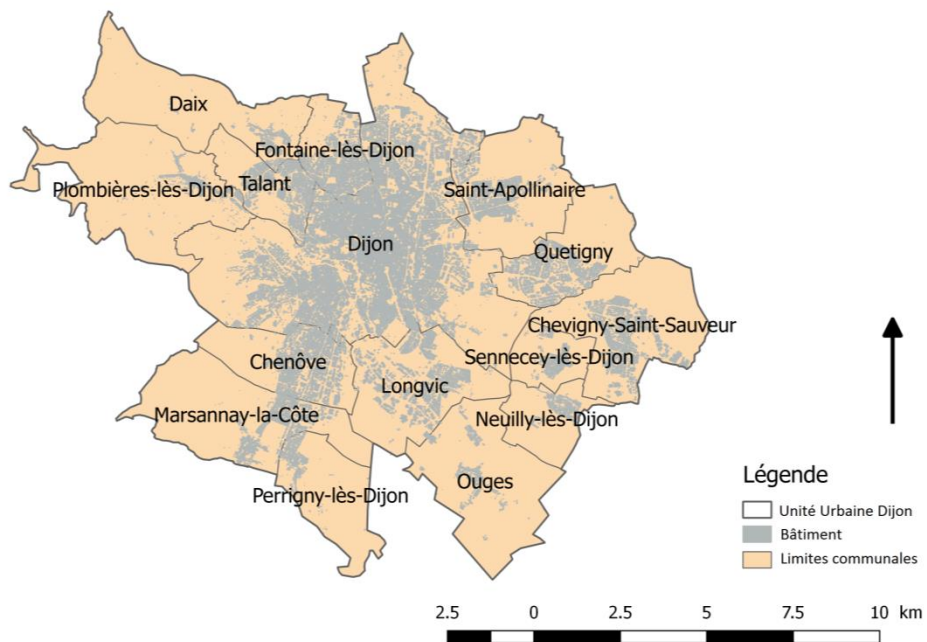 Daix
Fontaine-lès-Dijon
Plombières-lès-Dijon
Talant
Saint-Apollinaire
Dijon
Quetigny
Chevigny-Saint-Sauveur
Chenôve
Sennecey-lès-Dijon
Longvic
Marsannay-la-Côte
Neuilly-lès-Dijon
Perrigny-lès-Dijon
Ouges
Légende
Unité Urbaine Dijon
Bâtiment
Limites communales
2.5 0 2.5 5 7.5 10 km